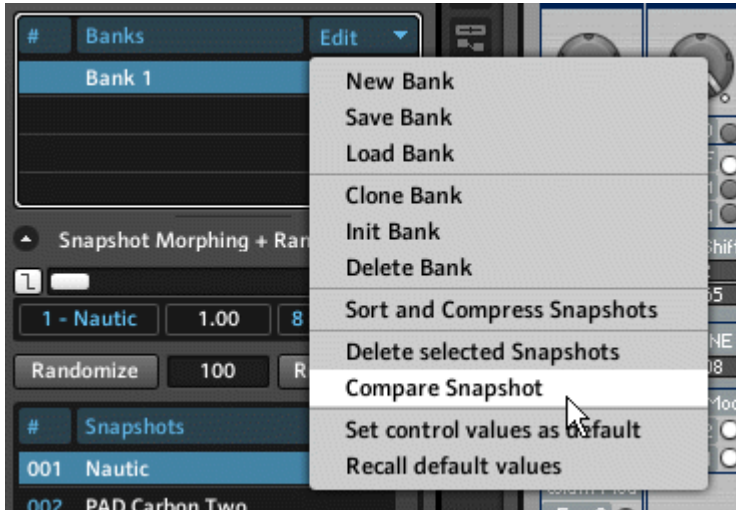 # Banks Edit
Bank 1
New Bank
Save Bank
Load Bank
Clone Bank
Init Bank
Delete Bank
Sort and Compress Snapshots
Delete selected Snapshots
Compare Snapshot
Set control values as default
Recall default values
Snapshot Morphing + Ran
1 - Nautic 1.00 8
Randomize 100 R
# Snapshots
001 Nautic
002 PAD Carbon Two